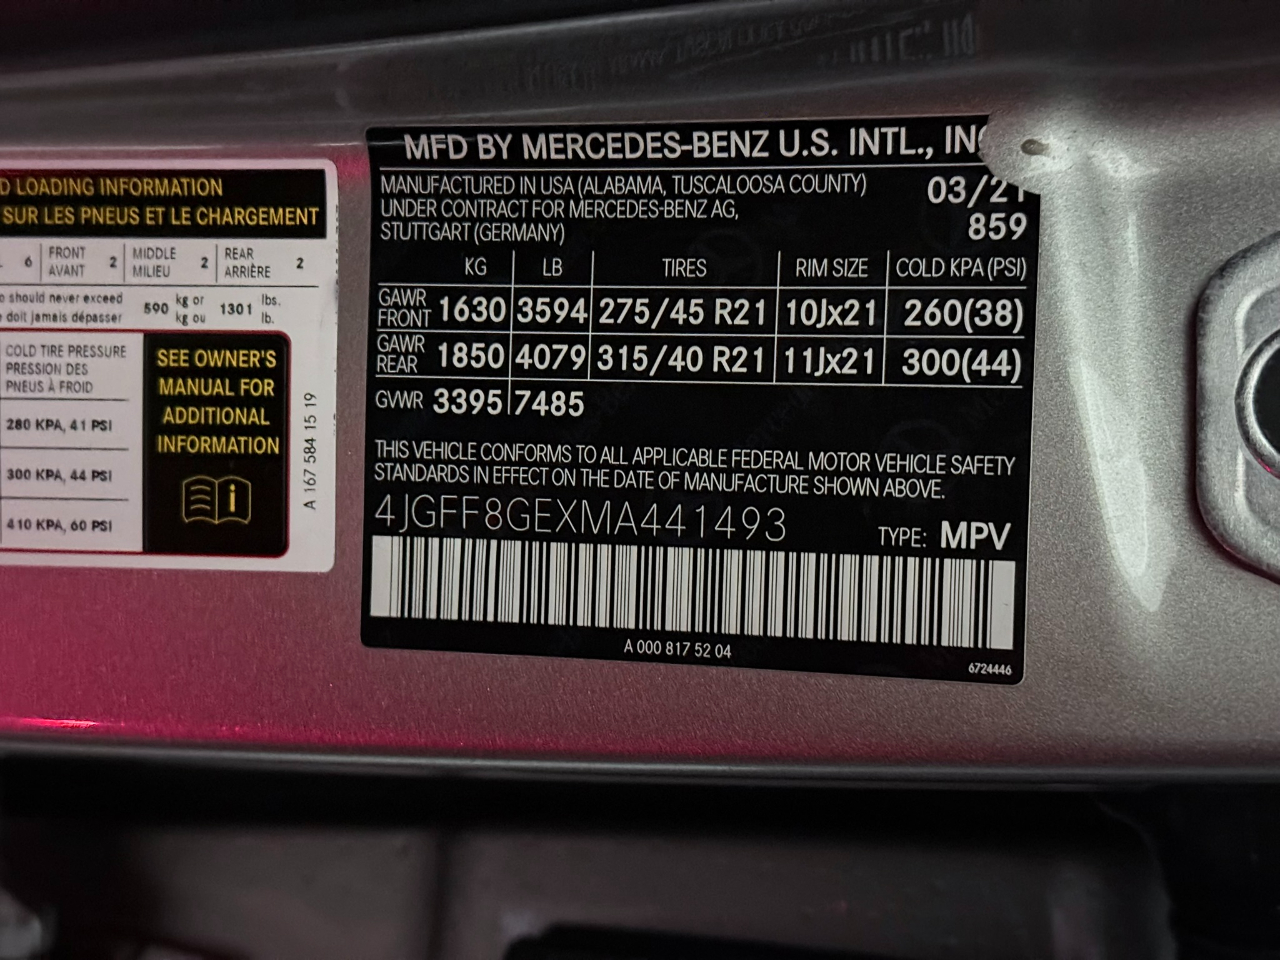 D LOADING INFORMATION
SUR LES PNEUS ET LE CHARGEMENT
6 FRONT AVANT 2 MIDDLE MILIEU 2 REAR ARRIÈRE 2
should never exceed
doit jamais dépasser
590 kg or kg ou 1301 lbs. lb.
COLD TIRE PRESSURE
PRESSION DES
PNEUS À FROID
280 KPA, 41 PSI
300 KPA, 44 PSI
410 KPA, 60 PSI
SEE OWNER'S
MANUAL FOR
ADDITIONAL
INFORMATION
i
A 167 584 15 19
MFD BY MERCEDES-BENZ U.S. INTL., INC
MANUFACTURED IN USA (ALABAMA, TUSCALOOSA COUNTY) 03/21
UNDER CONTRACT FOR MERCEDES-BENZ AG,
STUTTGART (GERMANY) 859
KG LB TIRES RIM SIZE COLD KPA (PSI)
GAWR FRONT 1630 3594 275/45 R21 10Jx21 260(38)
GAWR REAR 1850 4079 315/40 R21 11Jx21 300(44)
GVWR 3395 7485
THIS VEHICLE CONFORMS TO ALL APPLICABLE FEDERAL MOTOR VEHICLE SAFETY
STANDARDS IN EFFECT ON THE DATE OF MANUFACTURE SHOWN ABOVE.
4JGFF8GEXMA441493 TYPE: MPV
A 000 817 52 04
6724446